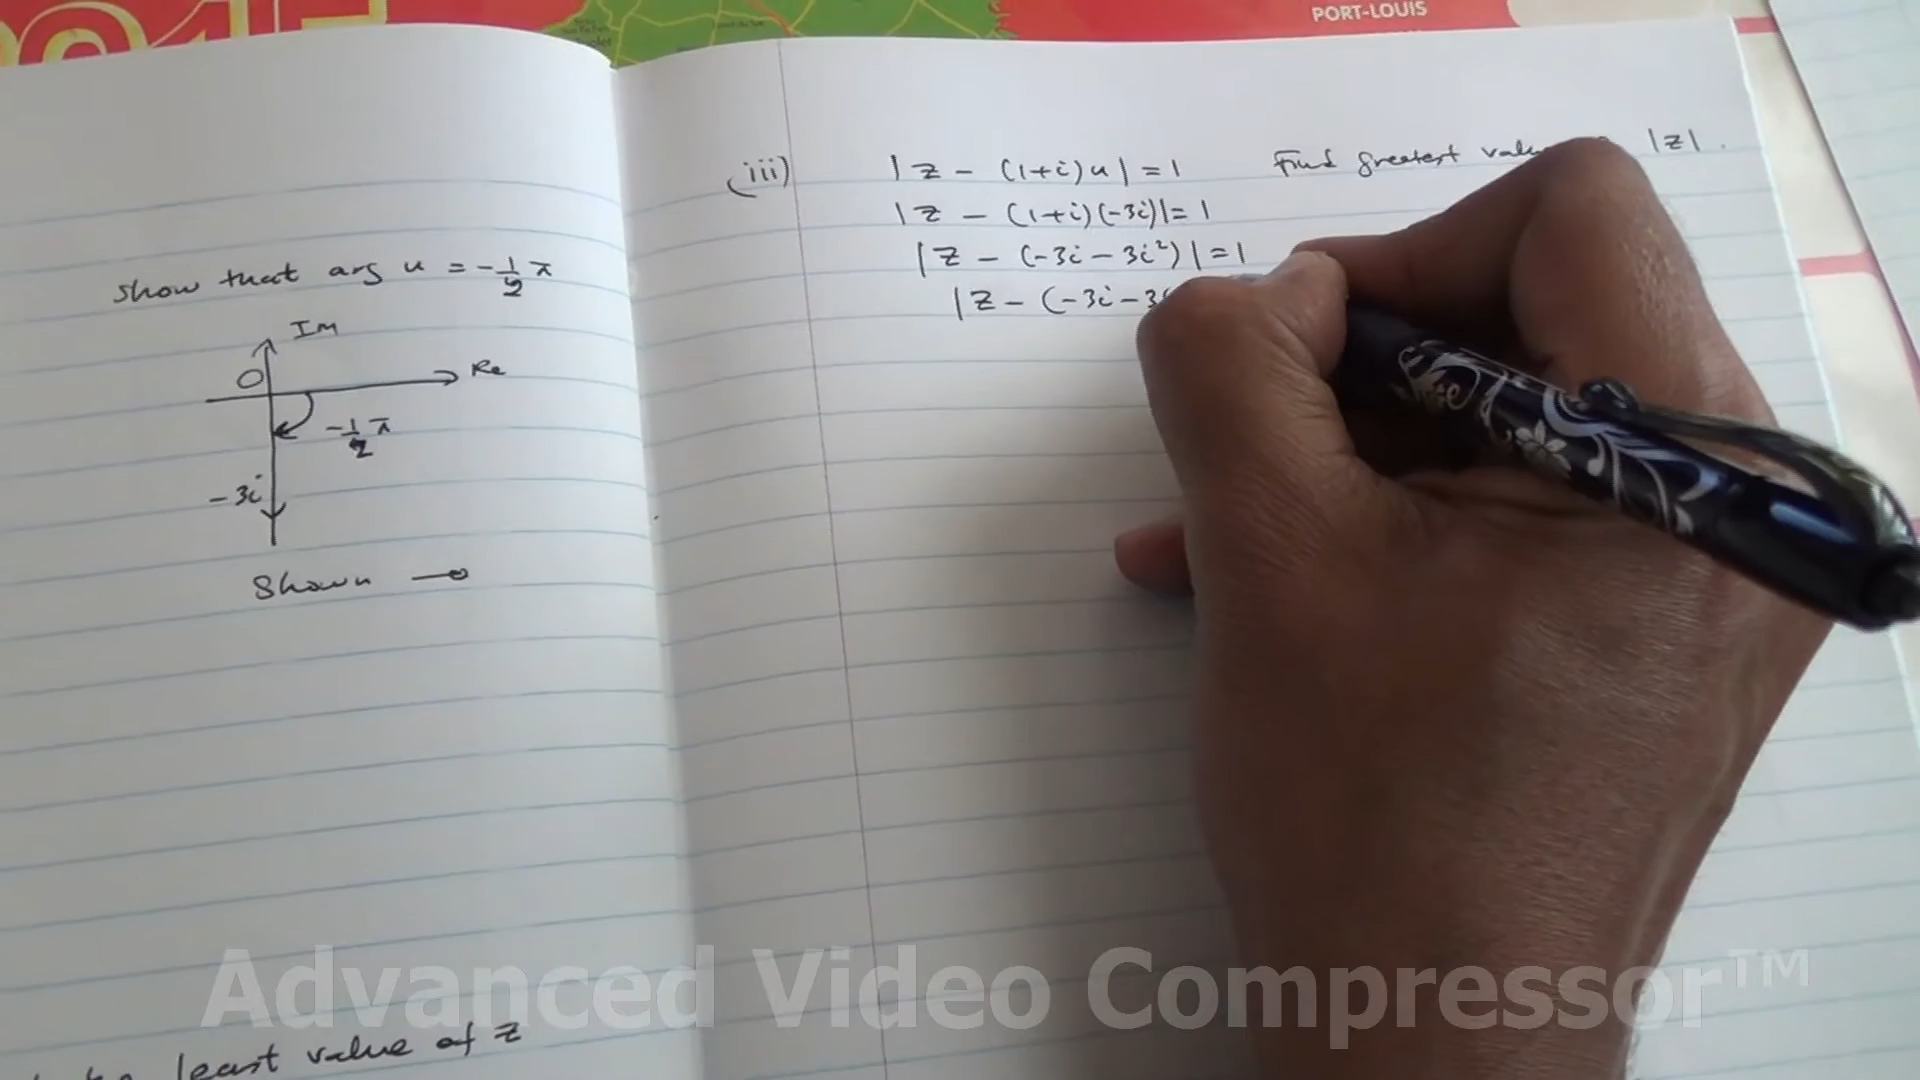 2015
PORT-LOUIS
show that arg u = -1/2 π
Im
O
Re
-1/2 π
-3i
Shown
least value of z
(iii) |z - (1+i)u| = 1 Find greatest |z|.
|z - (1+i)(-3i)| = 1
|z - (-3i - 3i²)| = 1
|z - (-3i - 3(
Advanced Video Compressor™